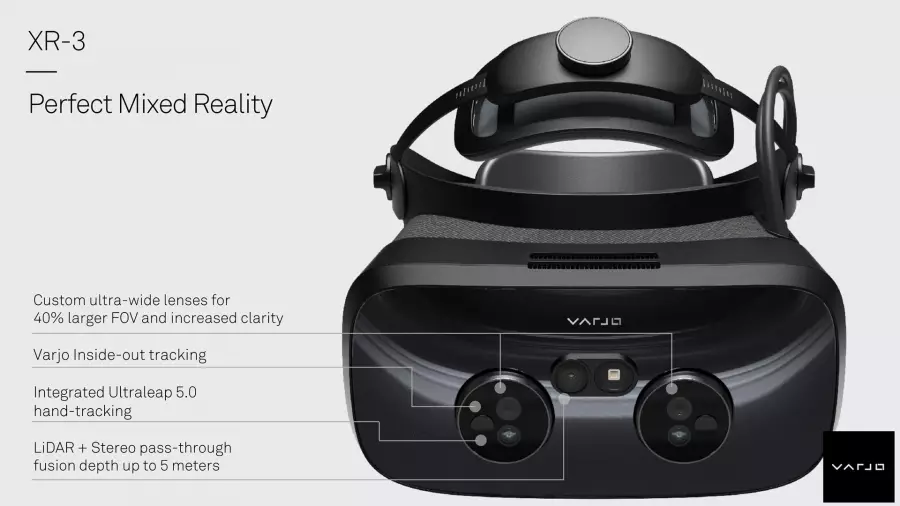 XR-3
Perfect Mixed Reality
Custom ultra-wide lenses for
40% larger FOV and increased clarity
Varjo Inside-out tracking
Integrated Ultraleap 5.0
hand-tracking
LiDAR + Stereo pass-through
fusion depth up to 5 meters
VARJO
VARJO